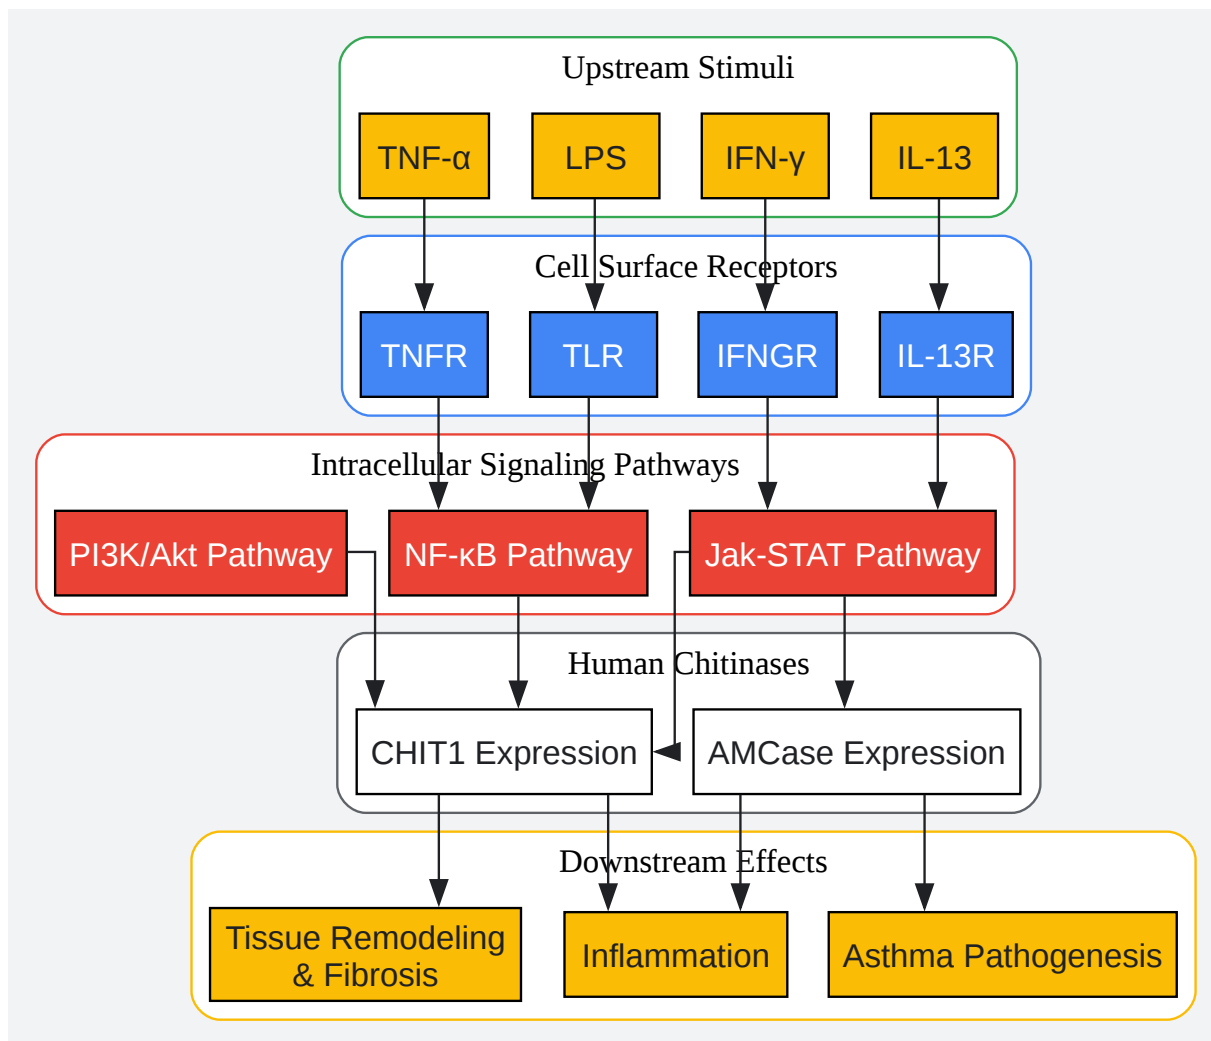 Upstream Stimuli
TNF-α
LPS
IFN-γ
IL-13
Cell Surface Receptors
TNFR
TLR
IFNGR
IL-13R
Intracellular Signaling Pathways
PI3K/Akt Pathway
NF-κB Pathway
Jak-STAT Pathway
Human Chitinases
CHIT1 Expression
AMCase Expression
Downstream Effects
Tissue Remodeling
& Fibrosis
Inflammation
Asthma Pathogenesis